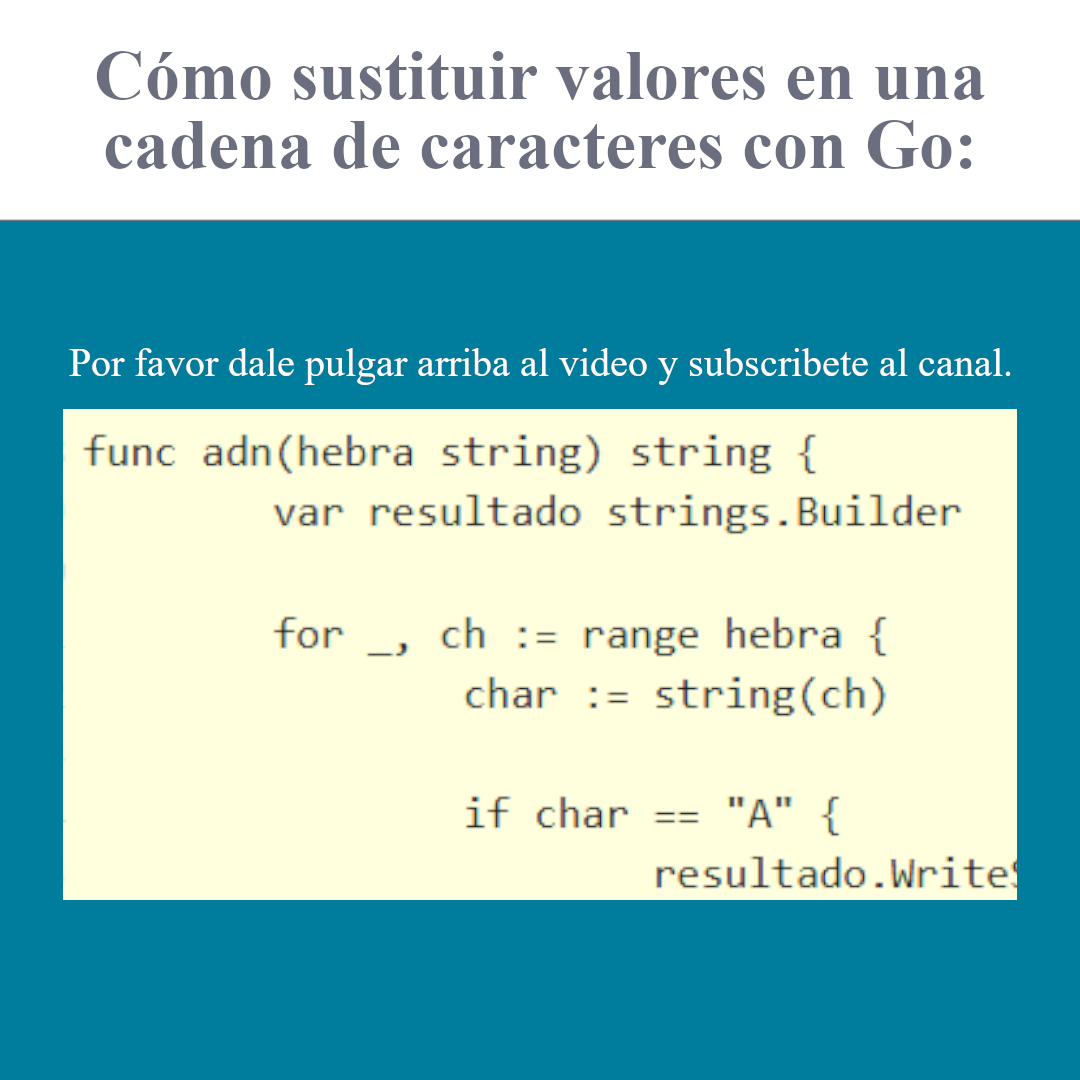 Cómo sustituir valores en una
cadena de caracteres con Go:
Por favor dale pulgar arriba al video y subscribete al canal.
func adn(hebra string) string {
var resultado strings.Builder
for _, ch := range hebra {
char := string(ch)
if char == "A" {
resultado.Write